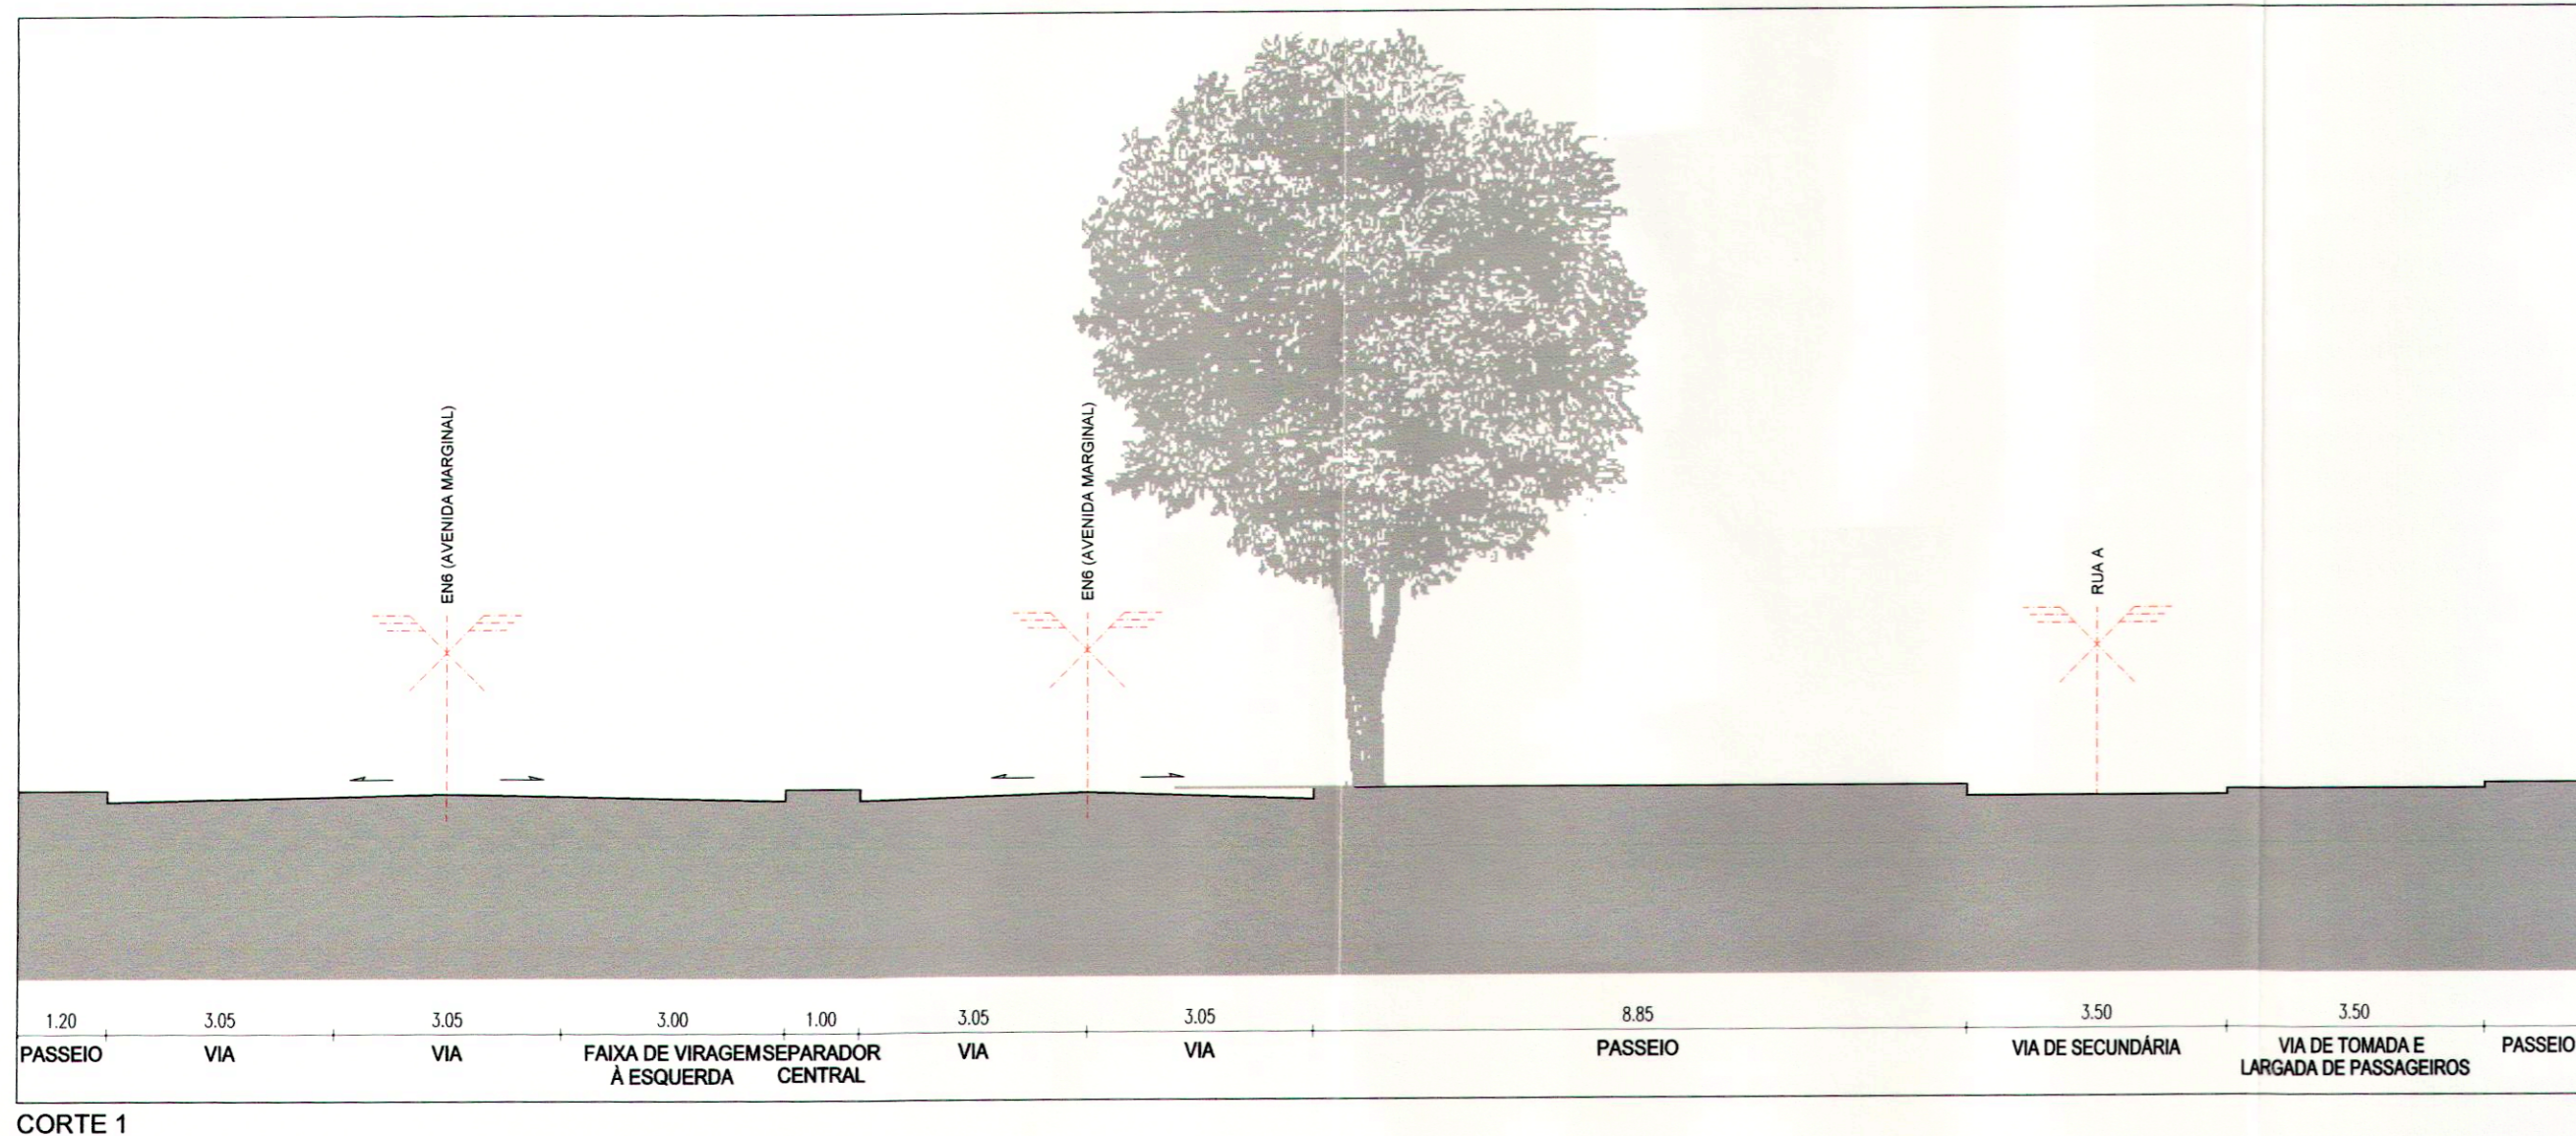 EN6 (AVENIDA MARGINAL)
EN6 (AVENIDA MARGINAL)
RUA A
1.20
3.05
3.05
3.00
1.00
3.05
3.05
8.85
3.50
3.50
PASSEIO
VIA
VIA
FAIXA DE VIRAGEM
À ESQUERDA
SEPARADOR
CENTRAL
VIA
VIA
PASSEIO
VIA DE SECUNDÁRIA
VIA DE TOMADA E
LARGADA DE PASSAGEIROS
PASSEIO
CORTE 1